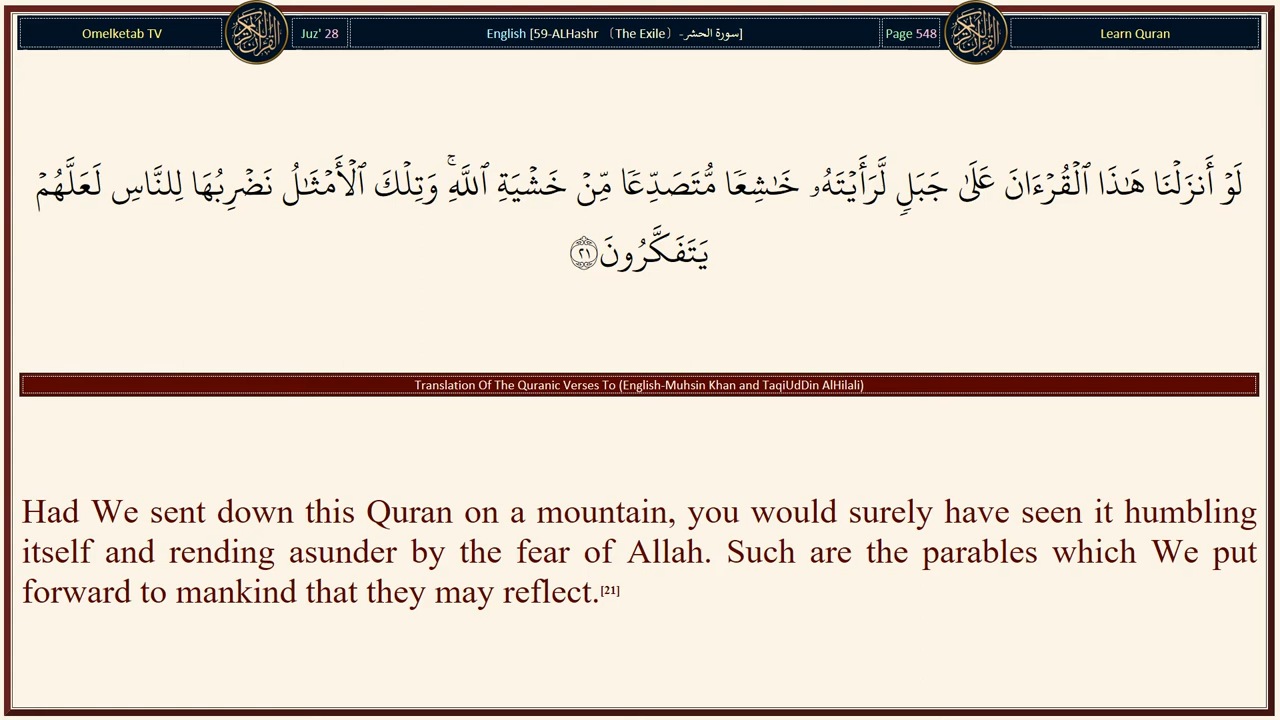 Omelketab TV
Juz' 28
English [59-ALHashr （The Exile）-سورة الحشر]
Page 548
Learn Quran
لَوۡ أَنزَلۡنَا هَٰذَا ٱلۡقُرۡءَانَ عَلَىٰ جَبَلٖ لَّرَأَيۡتَهُۥ خَٰشِعٗا مُّتَصَدِّعٗا مِّنۡ خَشۡيَةِ ٱللَّهِۚ وَتِلۡكَ ٱلۡأَمۡثَٰلُ نَضۡرِبُهَا لِلنَّاسِ لَعَلَّهُمۡ
يَتَفَكَّرُونَ ٢١
Translation Of The Quranic Verses To (English-Muhsin Khan and TaqiUdDin AlHilali)
Had We sent down this Quran on a mountain, you would surely have seen it humbling
itself and rending asunder by the fear of Allah. Such are the parables which We put
forward to mankind that they may reflect.[21]